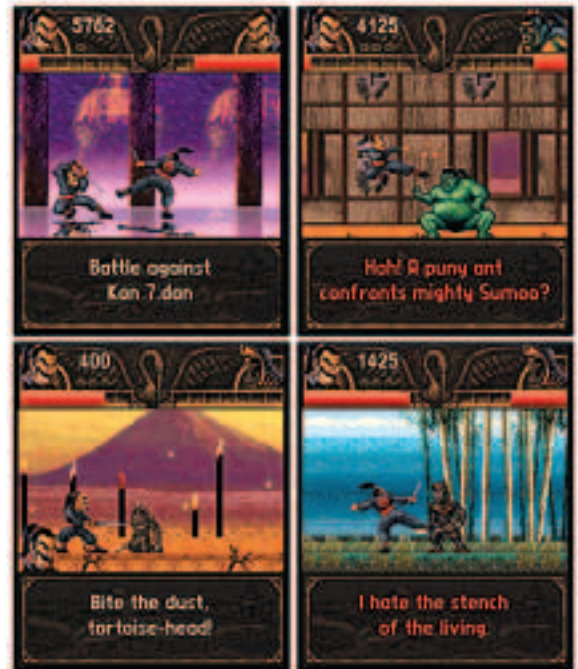 5762
Battle against
Kan 7.dan
4125
Hah! A puny ant
confronts mighty Sumoo?
400
Bite the dust,
tortoise-head!
1425
I hate the stench
of the living.